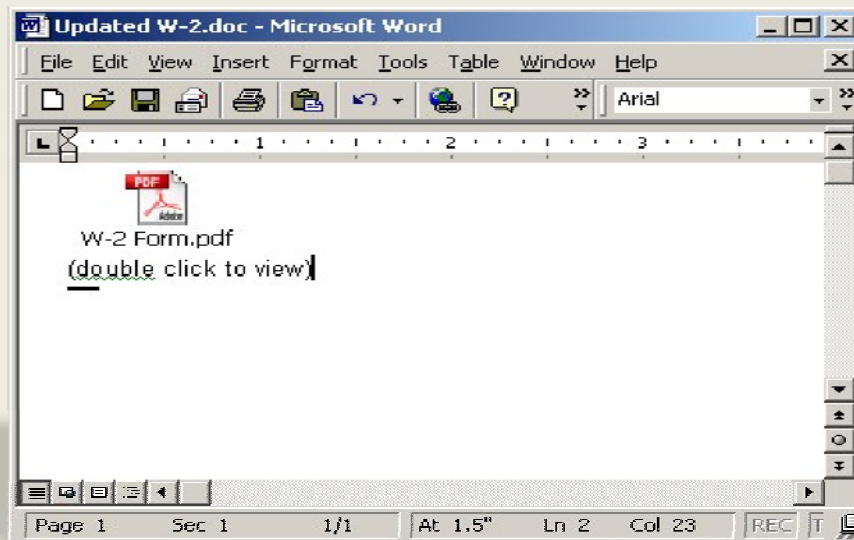 Updated W-2.doc - Microsoft Word
File Edit View Insert Format Tools Table Window Help
Arial
1 2 3
PDF
Adobe
W-2 Form.pdf
(double click to view)
Page 1 Sec 1 1/1 At 1.5" Ln 2 Col 23 REC T